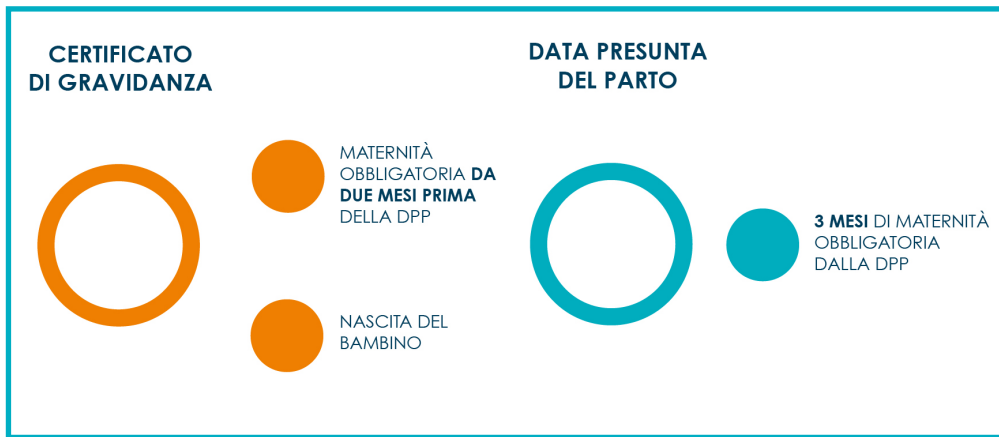 CERTIFICATO
DI GRAVIDANZA
MATERNITÀ
OBBLIGATORIA DA
DUE MESI PRIMA
DELLA DPP
NASCITA DEL
BAMBINO
DATA PRESUNTA
DEL PARTO
3 MESI DI MATERNITÀ
OBBLIGATORIA
DALLA DPP